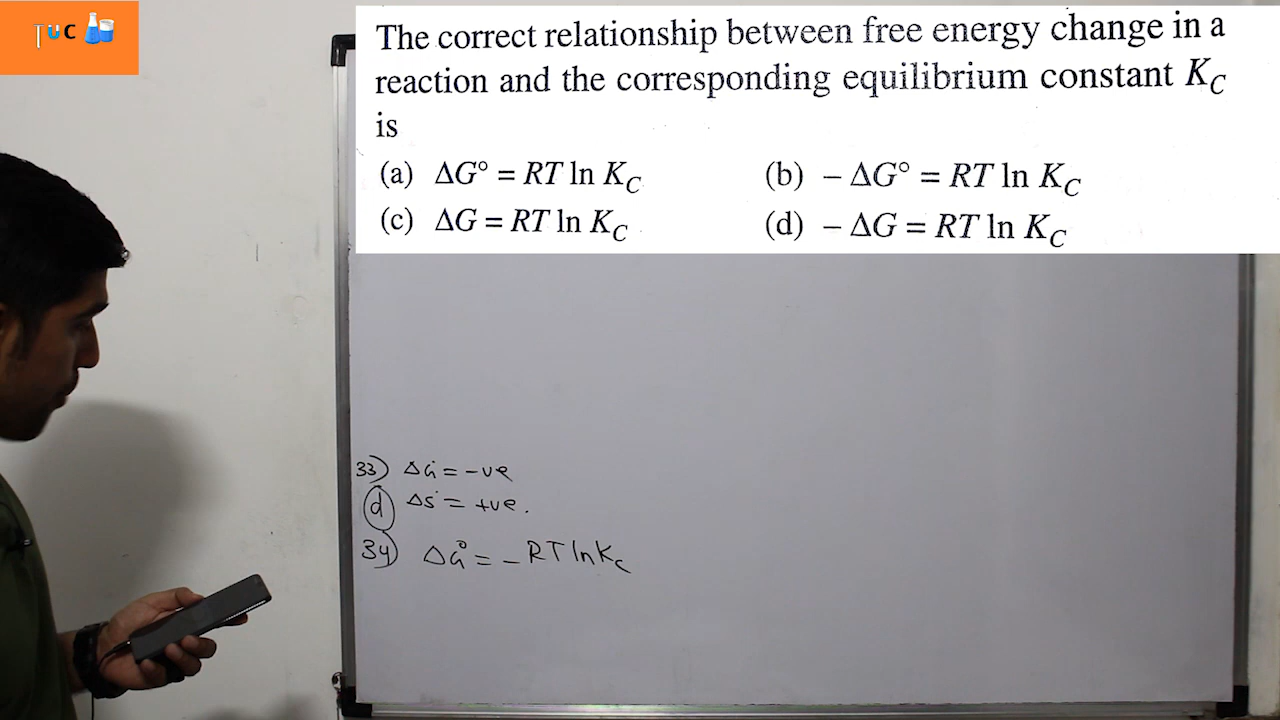 TUC
The correct relationship between free energy change in a
reaction and the corresponding equilibrium constant K_C
is
(a) ΔG° = RT ln K_C (b) – ΔG° = RT ln K_C
(c) ΔG = RT ln K_C (d) – ΔG = RT ln K_C
33) ΔG = -ve
(d) ΔS = +ve.
34) ΔG° = - RT ln K_c